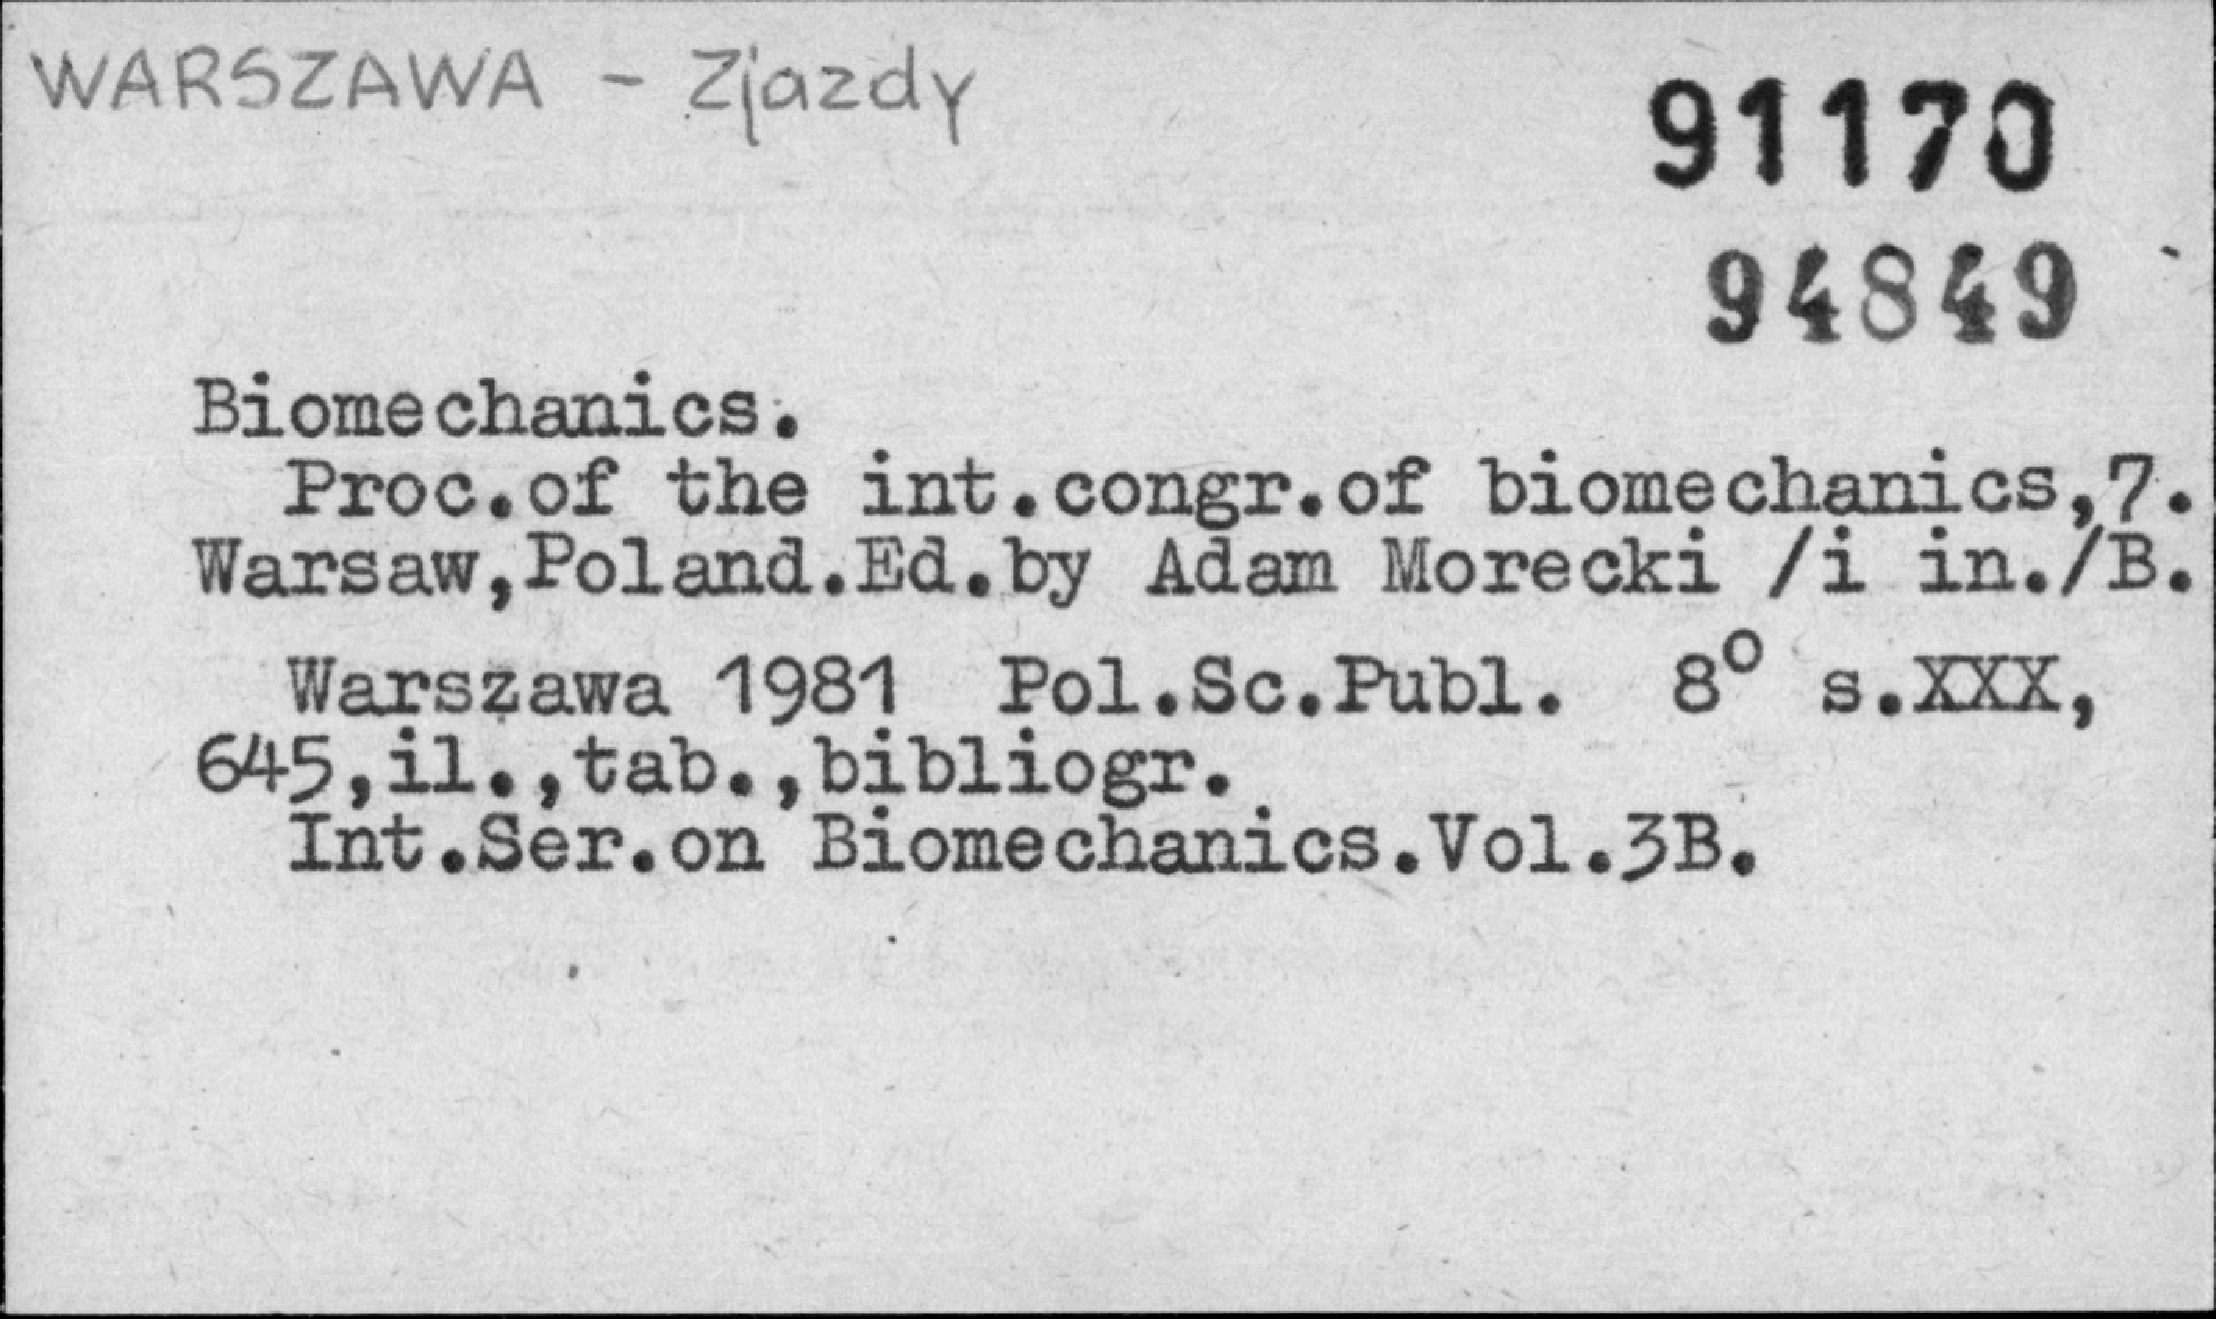 WARSZAWA - Zjazdy
91170
94849
Biomechanics.
Proc.of the int.congr.of biomechanics,7.
Warsaw,Poland.Ed.by Adam Morecki /i in./B.
Warszawa 1981 Pol.Sc.Publ. 8° s.XXX,
645,il.,tab.,bibliogr.
Int.Ser.on Biomechanics.Vol.3B.